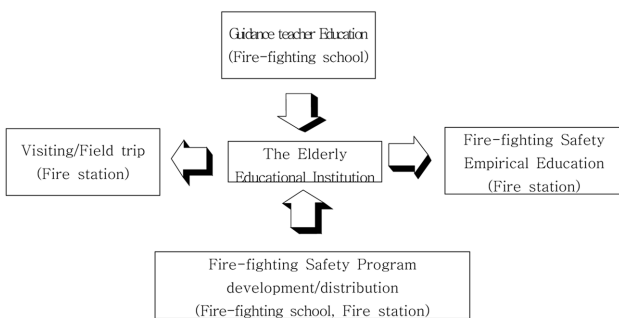 Guidance teacher Education
(Fire-fighting school)
Visiting/Field trip
(Fire station)
The Elderly
Educational Institution
Fire-fighting Safety
Empirical Education
(Fire station)
Fire-fighting Safety Program
development/distribution
(Fire-fighting school, Fire station)